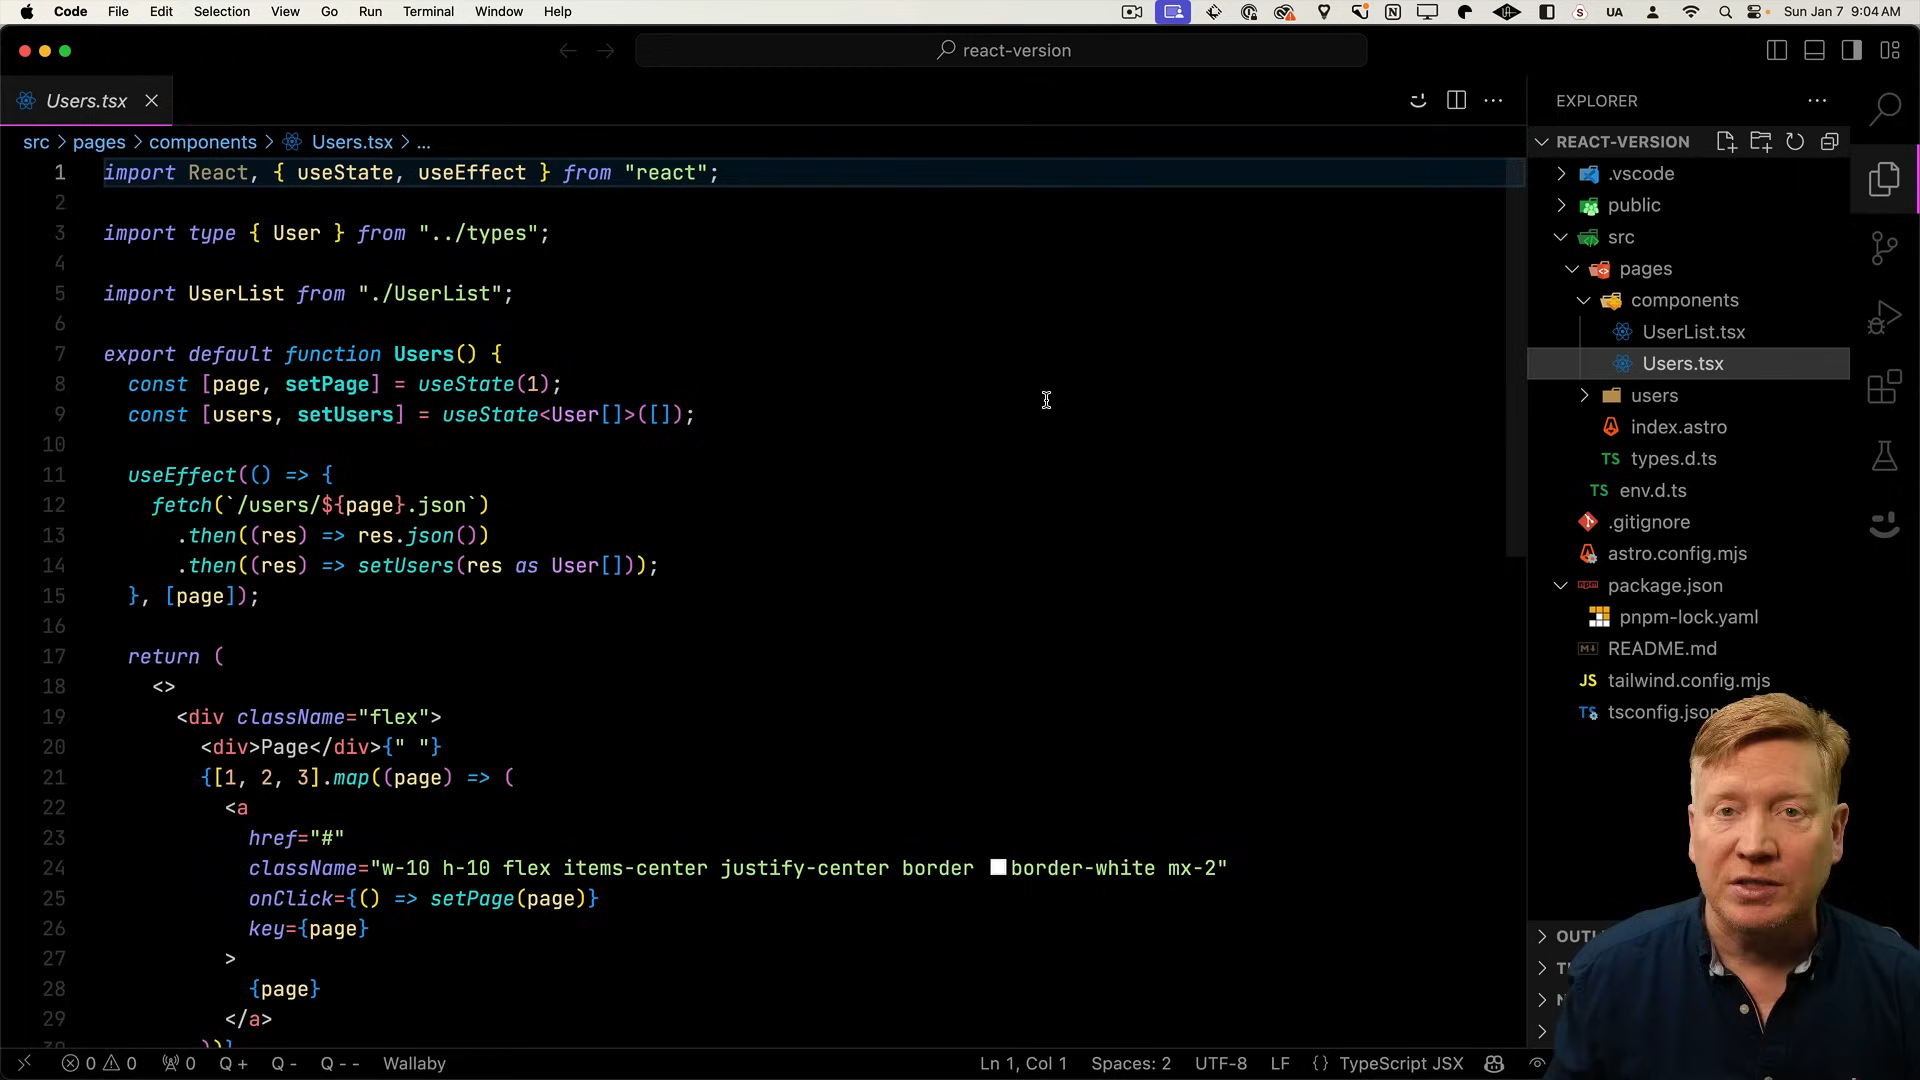 Code File Edit Selection View Go Run Terminal Window Help UA Sun Jan 7 9:04 AM
react-version
Users.tsx
EXPLORER
src > pages > components > Users.tsx > ...
REACT-VERSION
1 import React, { useState, useEffect } from "react";
2
3 import type { User } from "../types";
4
5 import UserList from "./UserList";
6
7 export default function Users() {
8 const [page, setPage] = useState(1);
9 const [users, setUsers] = useState<User[]>([]);
10
11 useEffect(() => {
12 fetch(`/users/${page}.json`)
13 .then((res) => res.json())
14 .then((res) => setUsers(res as User[]));
15 }, [page]);
16
17 return (
18 <>
19 <div className="flex">
20 <div>Page</div>{" "}
21 {[1, 2, 3].map((page) => (
22 <a
23 href="#"
24 className="w-10 h-10 flex items-center justify-center border border-white mx-2"
25 onClick={() => setPage(page)}
26 key={page}
27 >
28 {page}
29 </a>
.vscode
public
src
pages
components
UserList.tsx
Users.tsx
users
index.astro
TS types.d.ts
TS env.d.ts
.gitignore
astro.config.mjs
package.json
pnpm-lock.yaml
README.md
JS tailwind.config.mjs
TS tsconfig.json
0 0 0 Q + Q - Q - - Wallaby Ln 1, Col 1 Spaces: 2 UTF-8 LF {} TypeScript JSX